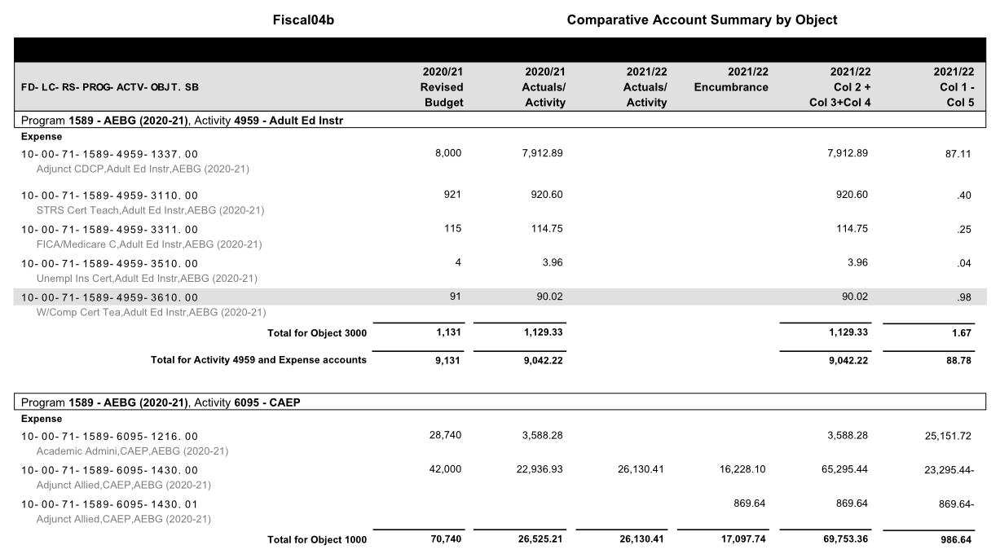 Fiscal04b Comparative Account Summary by Object
2020/21 2020/21 2021/22 2021/22 2021/22 2021/22
FD- LC- RS- PROG- ACTV- OBJT. SB Revised Actuals/ Actuals/ Encumbrance Col 2 + Col 1 -
Budget Activity Activity Col 3+Col 4 Col 5
Program 1589 - AEBG (2020-21), Activity 4959 - Adult Ed Instr
Expense
10- 00- 71- 1589- 4959- 1337. 00 8,000 7,912.89 7,912.89 87.11
Adjunct CDCP,Adult Ed Instr,AEBG (2020-21)
10- 00- 71- 1589- 4959- 3110. 00 921 920.60 920.60 .40
STRS Cert Teach,Adult Ed Instr,AEBG (2020-21)
10- 00- 71- 1589- 4959- 3311. 00 115 114.75 114.75 .25
FICA/Medicare C,Adult Ed Instr,AEBG (2020-21)
10- 00- 71- 1589- 4959- 3510. 00 4 3.96 3.96 .04
Unempl Ins Cert,Adult Ed Instr,AEBG (2020-21)
10- 00- 71- 1589- 4959- 3610. 00 91 90.02 90.02 .98
W/Comp Cert Tea,Adult Ed Instr,AEBG (2020-21)
Total for Object 3000 1,131 1,129.33 1,129.33 1.67
Total for Activity 4959 and Expense accounts 9,131 9,042.22 9,042.22 88.78
Program 1589 - AEBG (2020-21), Activity 6095 - CAEP
Expense
10- 00- 71- 1589- 6095- 1216. 00 28,740 3,588.28 3,588.28 25,151.72
Academic Admini,CAEP,AEBG (2020-21)
10- 00- 71- 1589- 6095- 1430. 00 42,000 22,936.93 26,130.41 16,228.10 65,295.44 23,295.44-
Adjunct Allied,CAEP,AEBG (2020-21)
10- 00- 71- 1589- 6095- 1430. 01 869.64 869.64 869.64-
Adjunct Allied,CAEP,AEBG (2020-21)
Total for Object 1000 70,740 26,525.21 26,130.41 17,097.74 69,753.36 986.64